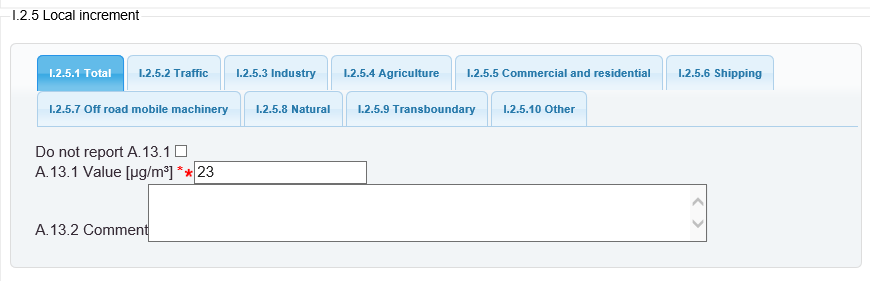 I.2.5 Local increment
I.2.5.1 Total I.2.5.2 Traffic I.2.5.3 Industry I.2.5.4 Agriculture I.2.5.5 Commercial and residential I.2.5.6 Shipping
I.2.5.7 Off road mobile machinery I.2.5.8 Natural I.2.5.9 Transboundary I.2.5.10 Other
Do not report A.13.1
A.13.1 Value [µg/m³] ** 23
A.13.2 Comment